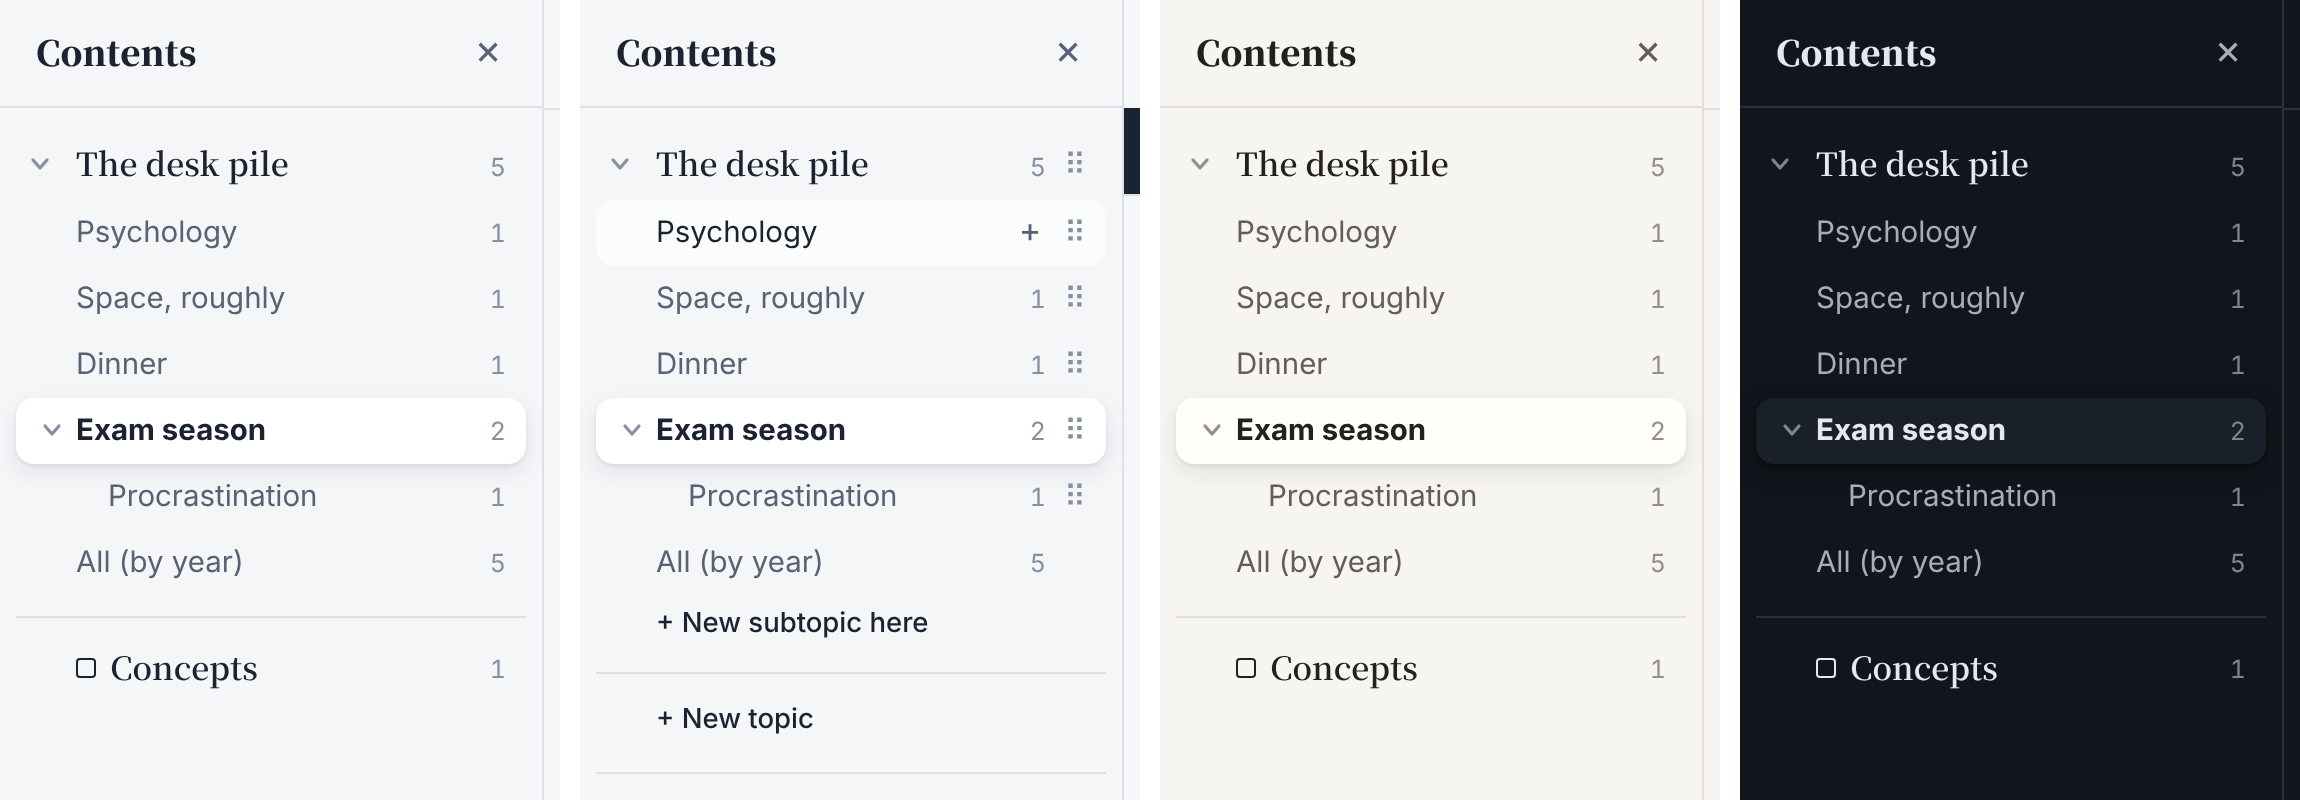 Contents
The desk pile 5
Psychology 1
Space, roughly 1
Dinner 1
Exam season 2
Procrastination 1
All (by year) 5
Concepts 1
Contents
The desk pile 5
Psychology +
Space, roughly 1
Dinner 1
Exam season 2
Procrastination 1
All (by year) 5
+ New subtopic here
+ New topic
Contents
The desk pile 5
Psychology 1
Space, roughly 1
Dinner 1
Exam season 2
Procrastination 1
All (by year) 5
Concepts 1
Contents
The desk pile 5
Psychology 1
Space, roughly 1
Dinner 1
Exam season 2
Procrastination 1
All (by year) 5
Concepts 1